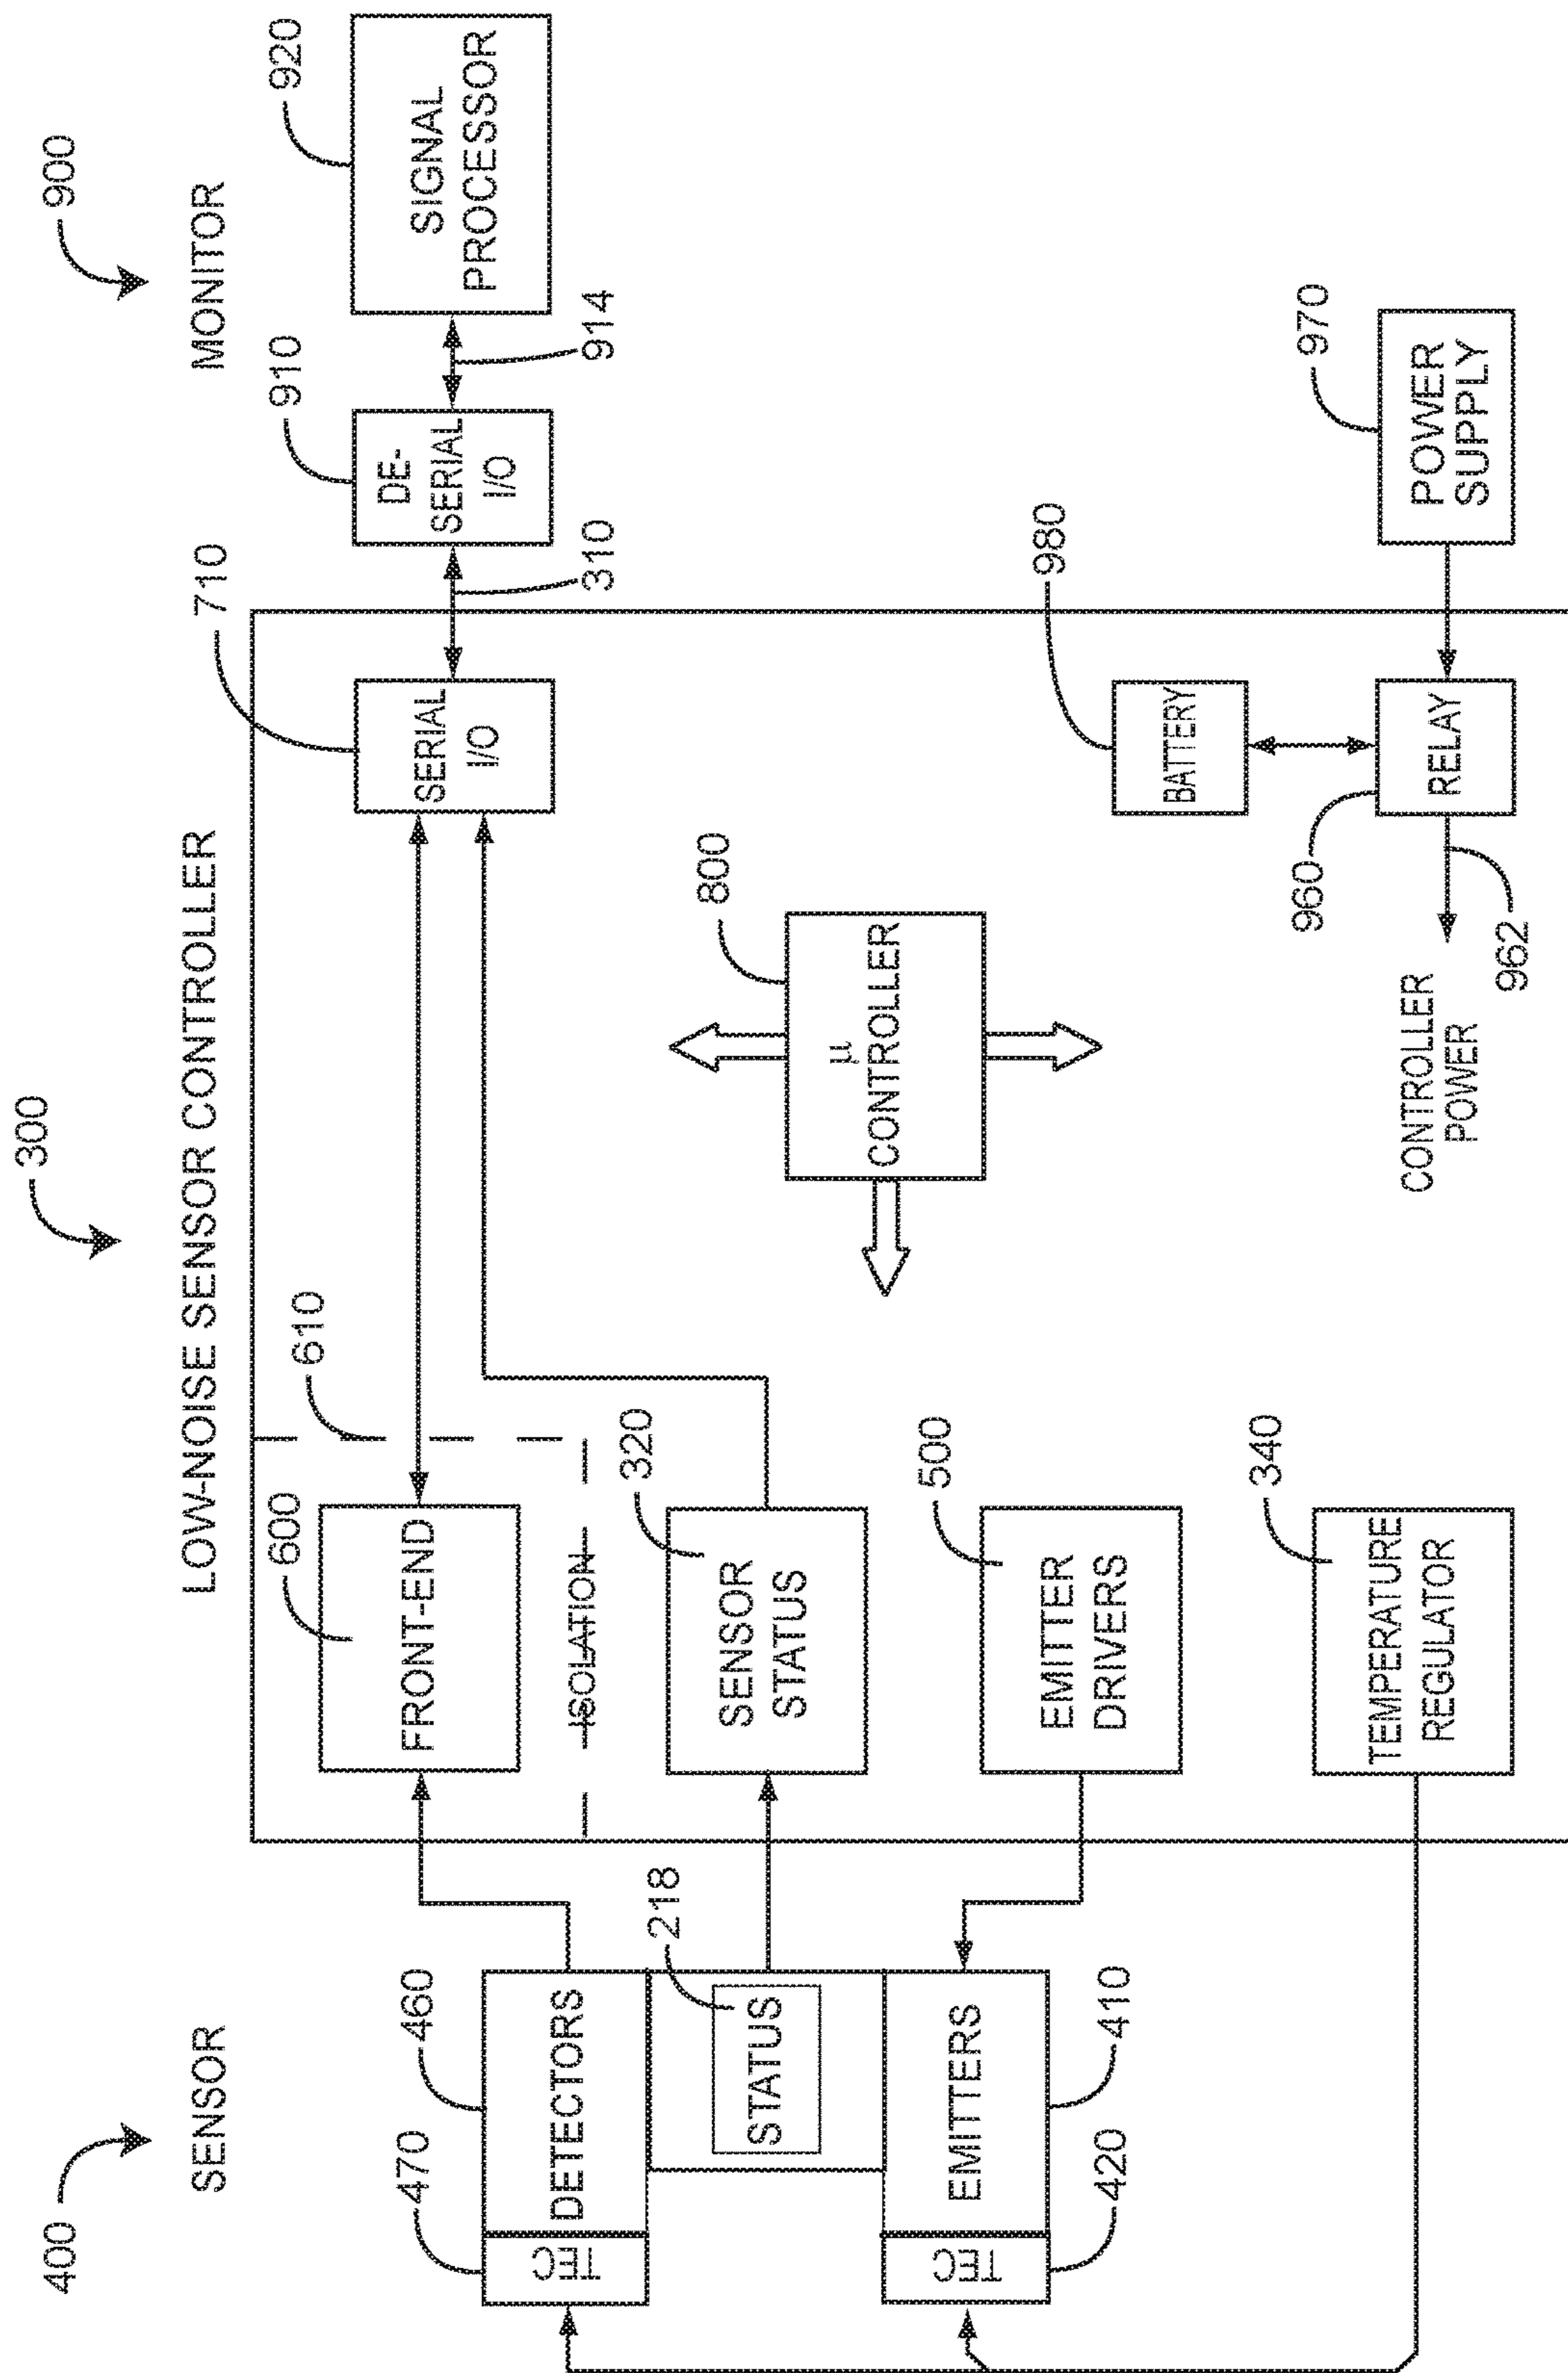 400
SENSOR
300
LOW-NOISE SENSOR CONTROLLER
900
MONITOR
470
460
600
610
710
910
920
TEC
DETECTORS
FRONT-END
SERIAL
I/O
DE-
SERIAL
I/O
SIGNAL
PROCESSOR
310
914
ISOLATION
218
STATUS
320
SENSOR
STATUS
800
μ
CONTROLLER
TEC
EMITTERS
420
410
500
EMITTER
DRIVERS
980
BATTERY
340
TEMPERATURE
REGULATOR
960
RELAY
970
POWER
SUPPLY
CONTROLLER
POWER
962